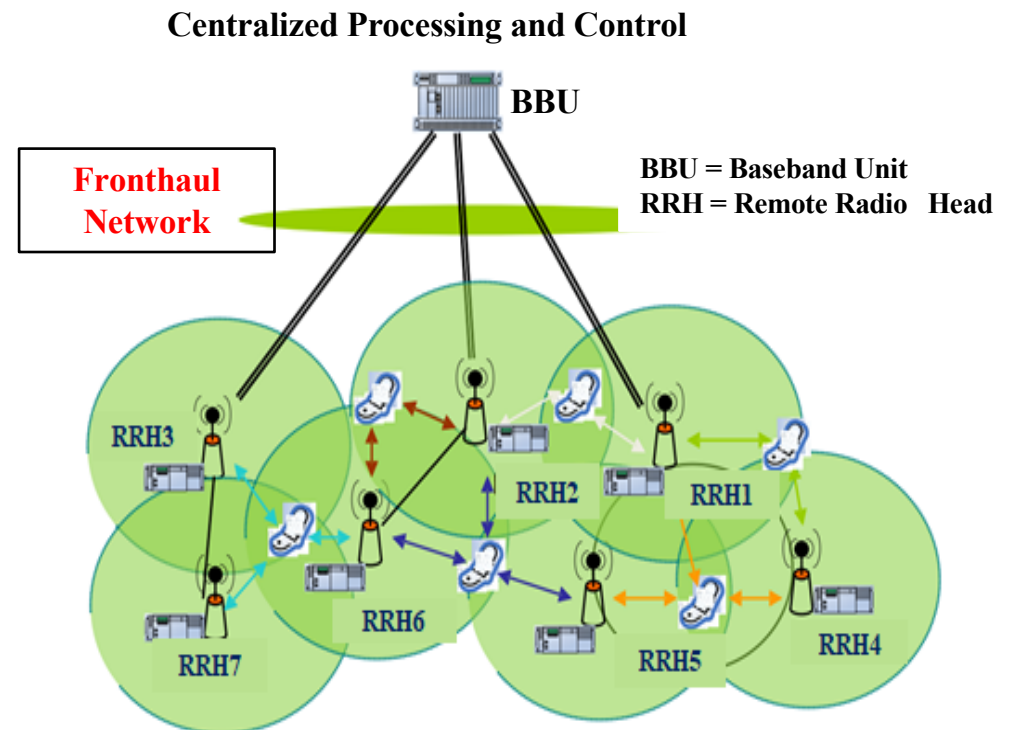 Centralized Processing and Control
BBU
Fronthaul
Network
BBU = Baseband Unit
RRH = Remote Radio Head
RRH3
RRH2
RRH1
RRH6
RRH7
RRH5
RRH4